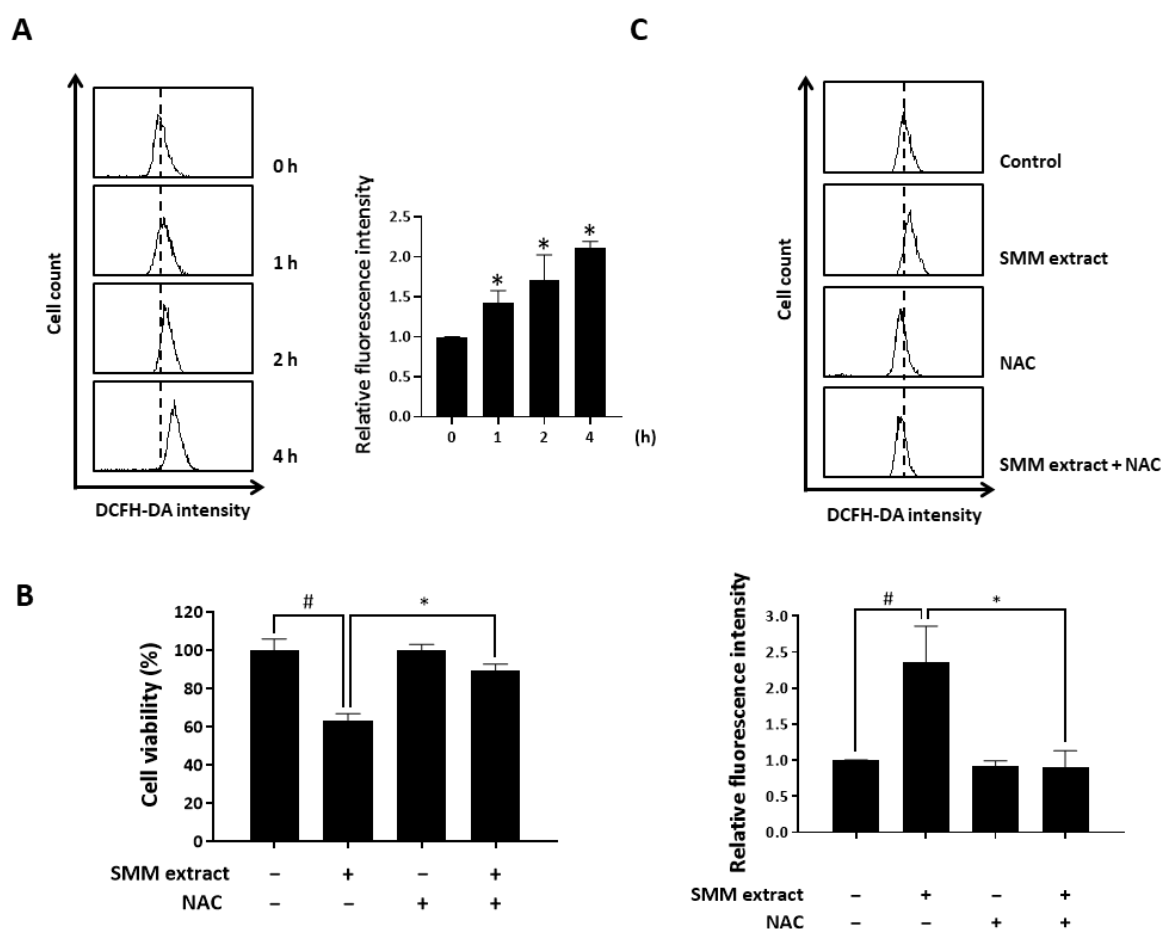 A
Cell count
0 h
1 h
2 h
4 h
DCFH-DA intensity
Relative fluorescence intensity
2.5
2.0
1.5
1.0
0.5
0.0
* * *
0 1 2 4 (h)
C
Cell count
Control
SMM extract
NAC
SMM extract + NAC
DCFH-DA intensity
B
Cell viability (%)
120
100
80
60
40
20
0
# *
SMM extract – + – +
NAC – – + +
Relative fluorescence intensity
3.0
2.5
2.0
1.5
1.0
0.5
0.0
# *
SMM extract – + – +
NAC – – + +